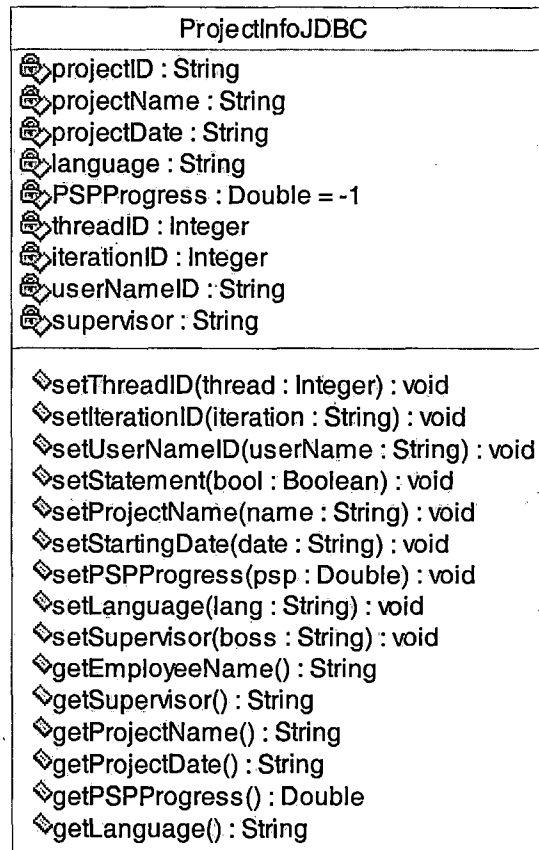 ProjectInfoJDBC
projectID : String
projectName : String
projectDate : String
language : String
PSPProgress : Double = -1
threadID : Integer
iterationID : Integer
userNameID : String
supervisor : String
setThreadID(thread : Integer) : void
setIterationID(iteration : String) : void
setUserNameID(userName : String) : void
setStatement(bool : Boolean) : void
setProjectName(name : String) : void
setStartingDate(date : String) : void
setPSPProgress(psp : Double) : void
setLanguage(lang : String) : void
setSupervisor(boss : String) : void
getEmployeeName() : String
getSupervisor() : String
getProjectName() : String
getProjectDate() : String
getPSPProgress() : Double
getLanguage() : String